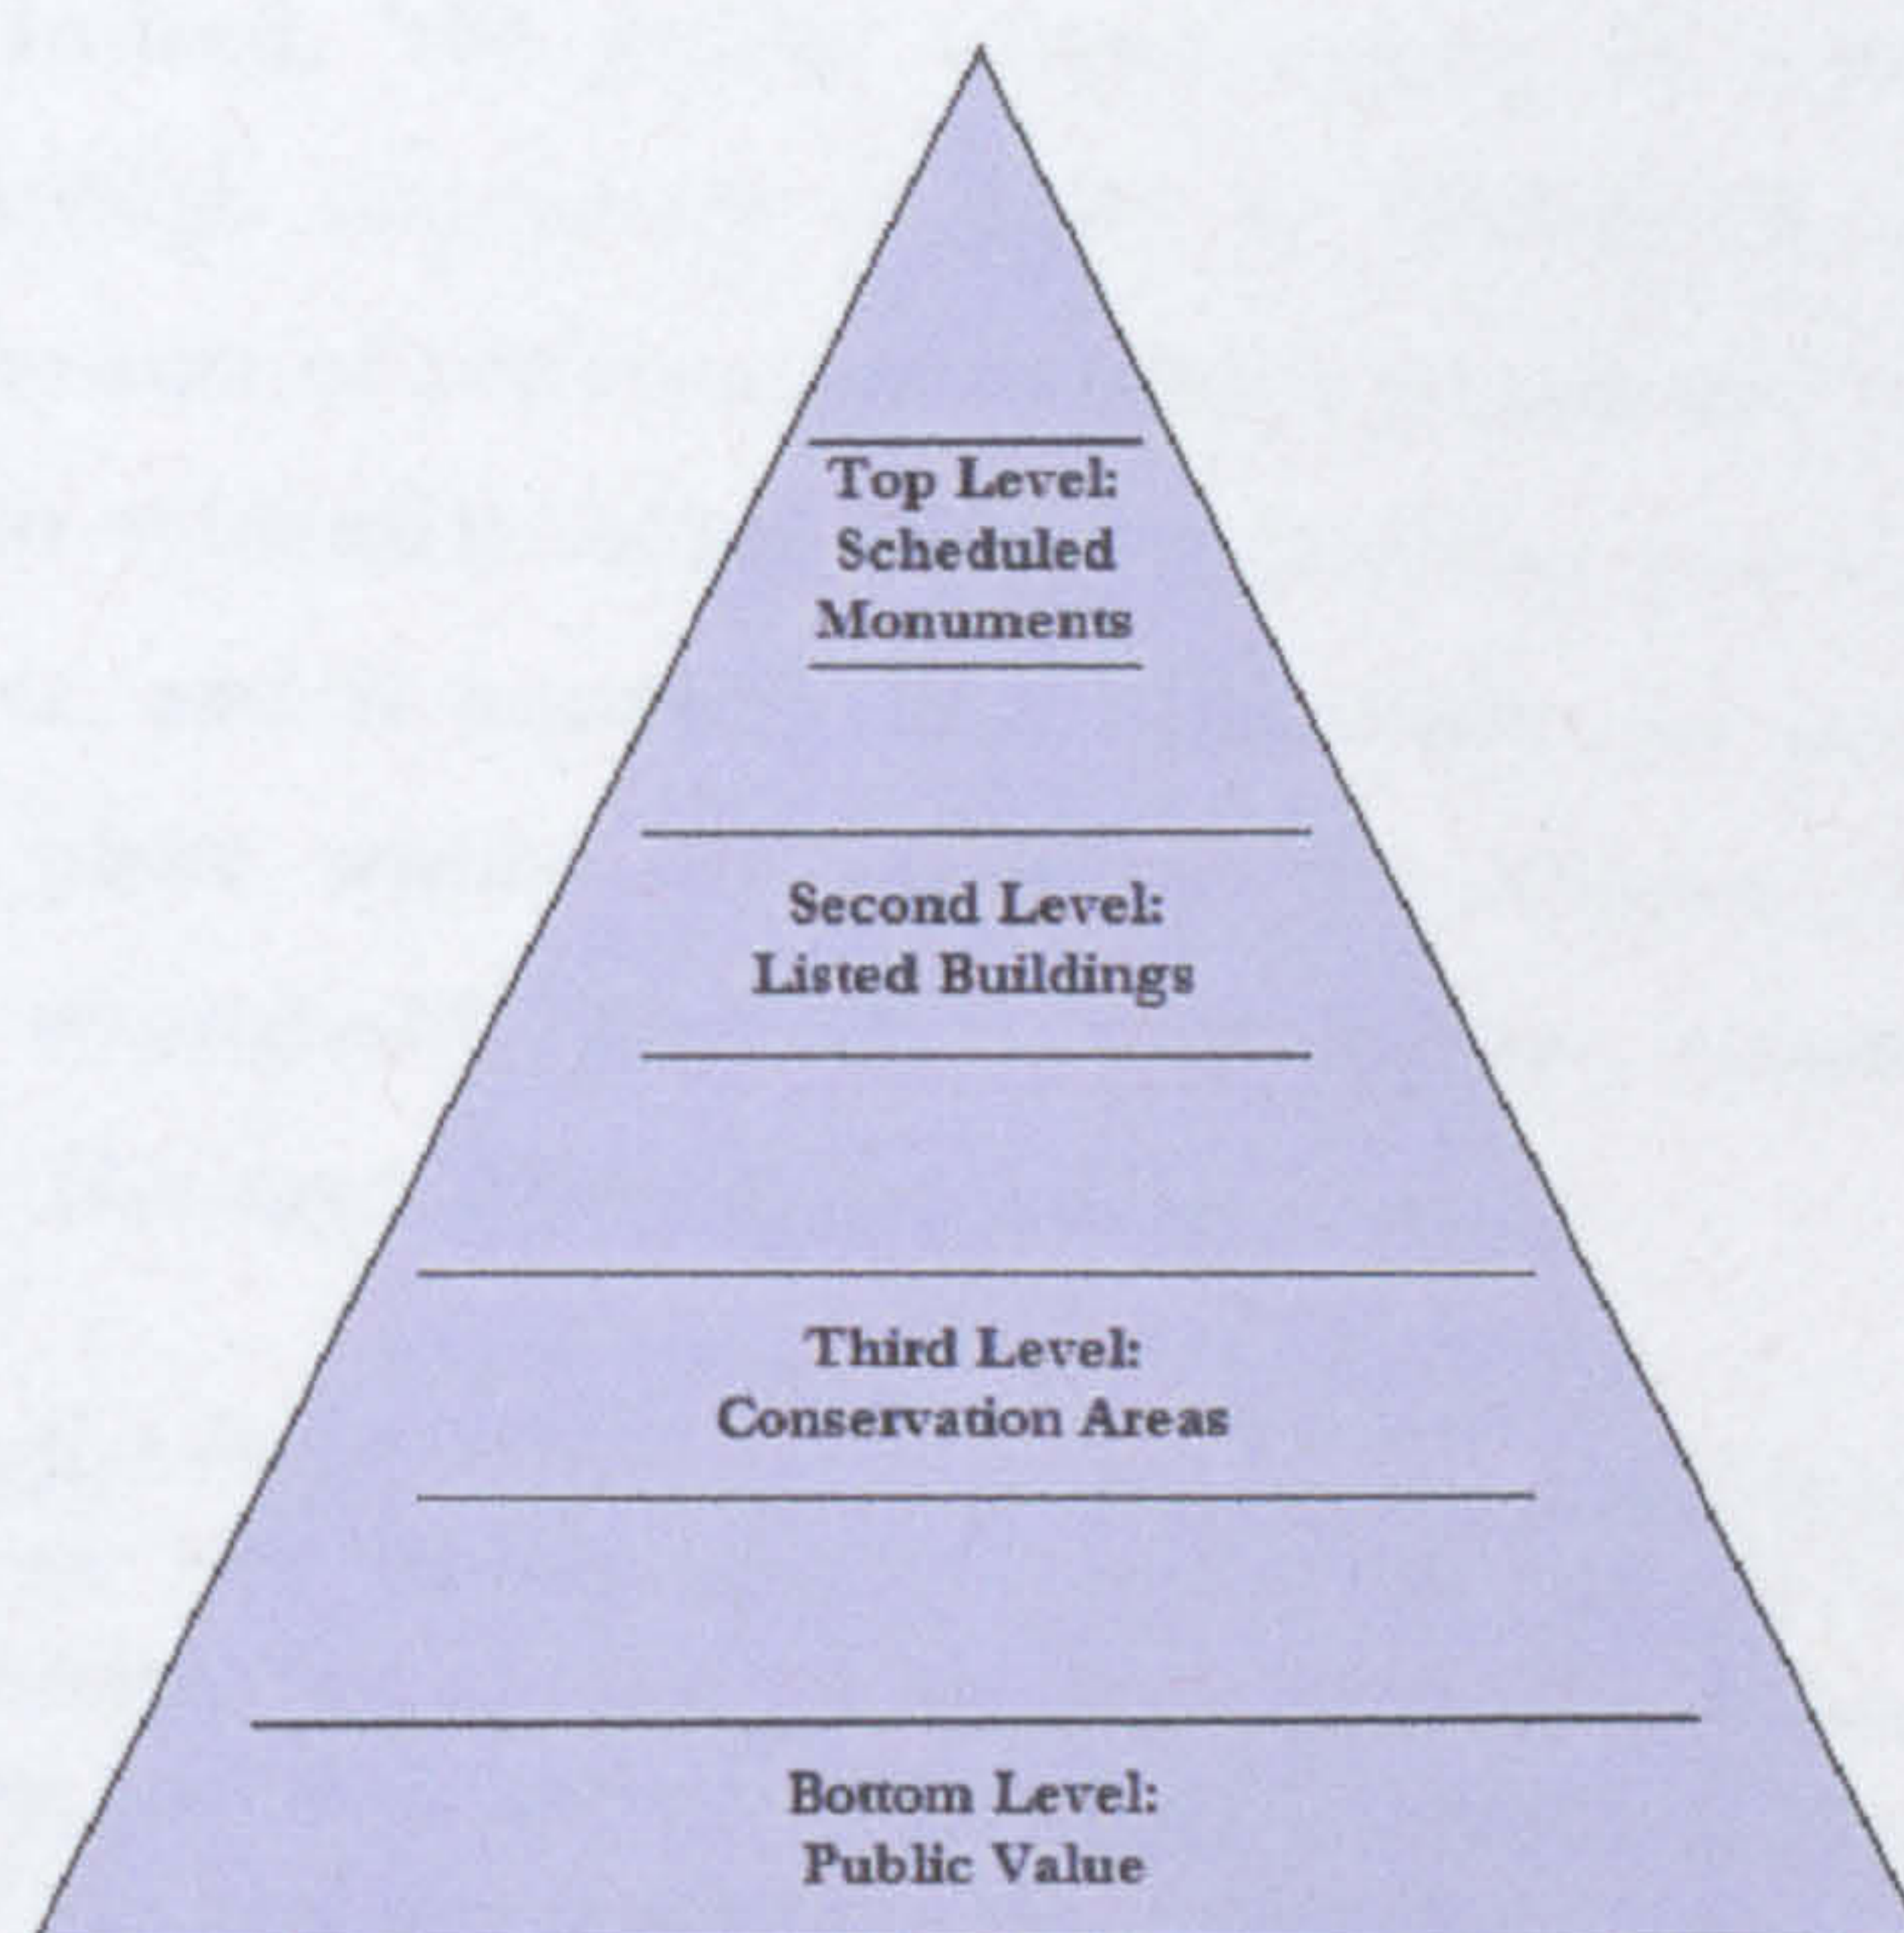 Top Level:
Scheduled
Monuments
Second Level:
Listed Buildings
Third Level:
Conservation Areas
Bottom Level:
Public Value